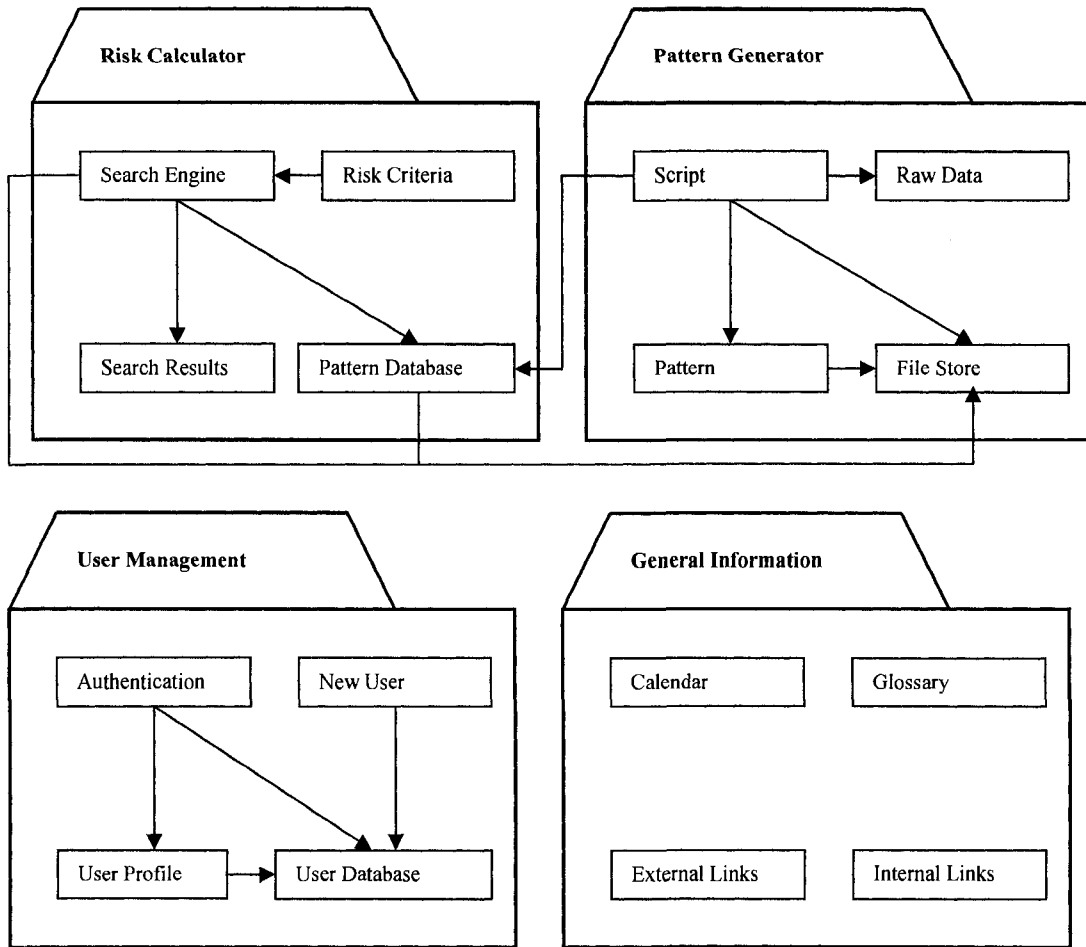 Risk Calculator
Pattern Generator
Search Engine
Risk Criteria
Script
Raw Data
Search Results
Pattern Database
Pattern
File Store
User Management
General Information
Authentication
New User
Calendar
Glossary
User Profile
User Database
External Links
Internal Links